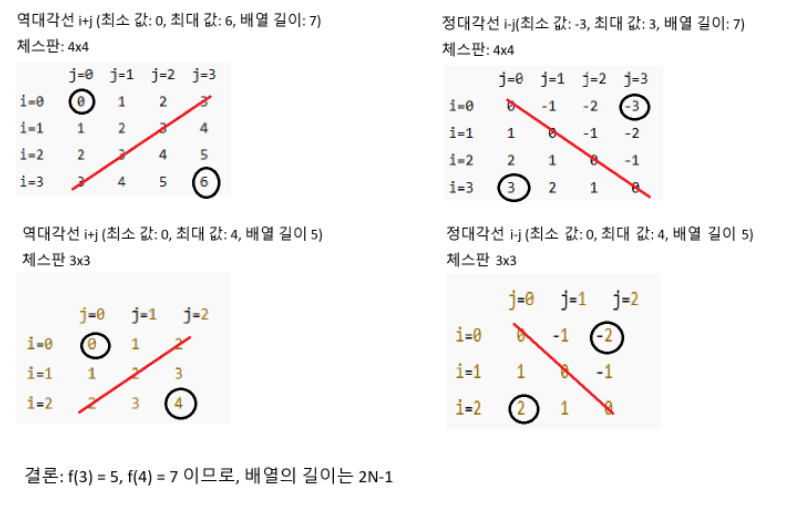 역대각선 i+j (최소 값: 0, 최대 값: 6, 배열 길이: 7)
체스판: 4x4
j=0 j=1 j=2 j=3
i=0 0 1 2 3
i=1 1 2 3 4
i=2 2 3 4 5
i=3 3 4 5 6
정대각선 i-j(최소 값: -3, 최대 값: 3, 배열 길이: 7)
체스판: 4x4
j=0 j=1 j=2 j=3
i=0 0 -1 -2 -3
i=1 1 0 -1 -2
i=2 2 1 0 -1
i=3 3 2 1 0
역대각선 i+j (최소 값: 0, 최대 값: 4, 배열 길이 5)
체스판 3x3
j=0 j=1 j=2
i=0 0 1 2
i=1 1 2 3
i=2 2 3 4
정대각선 i-j (최소 값: 0, 최대 값: 4, 배열 길이 5)
체스판 3x3
j=0 j=1 j=2
i=0 0 -1 -2
i=1 1 0 -1
i=2 2 1 0
결론: f(3) = 5, f(4) = 7 이므로, 배열의 길이는 2N-1